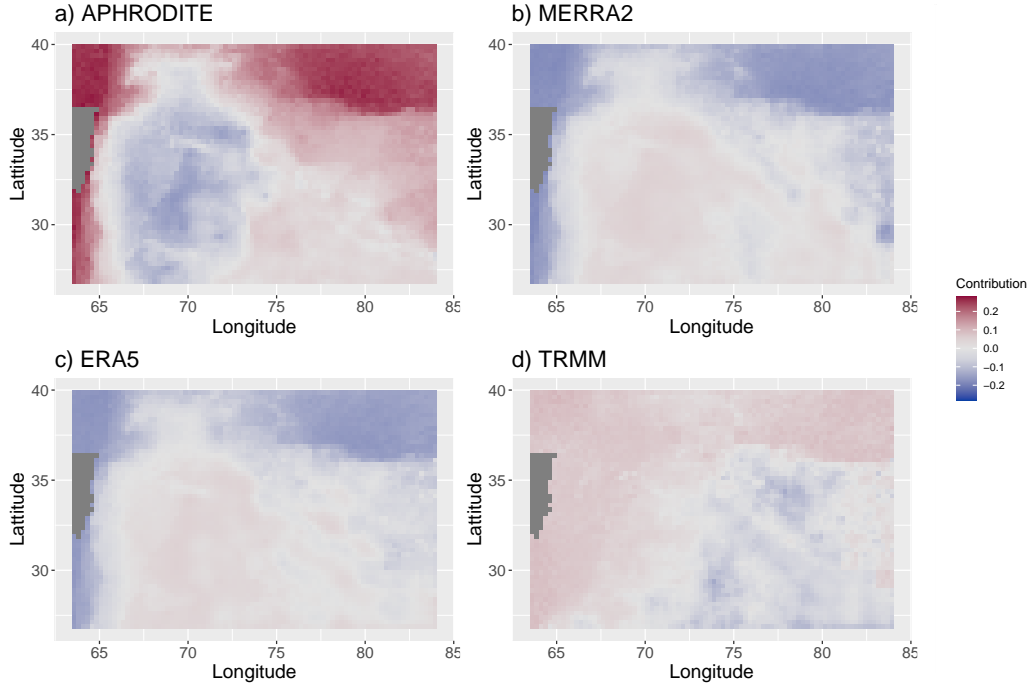 a) APHRODITE
40
35
30
Lattitude
65 70 75 80 85
Longitude
b) MERRA2
40
35
30
Lattitude
65 70 75 80 85
Longitude
Contribution
0.2
0.1
0.0
−0.1
−0.2
c) ERA5
40
35
30
Lattitude
65 70 75 80 85
Longitude
d) TRMM
40
35
30
Lattitude
65 70 75 80 85
Longitude